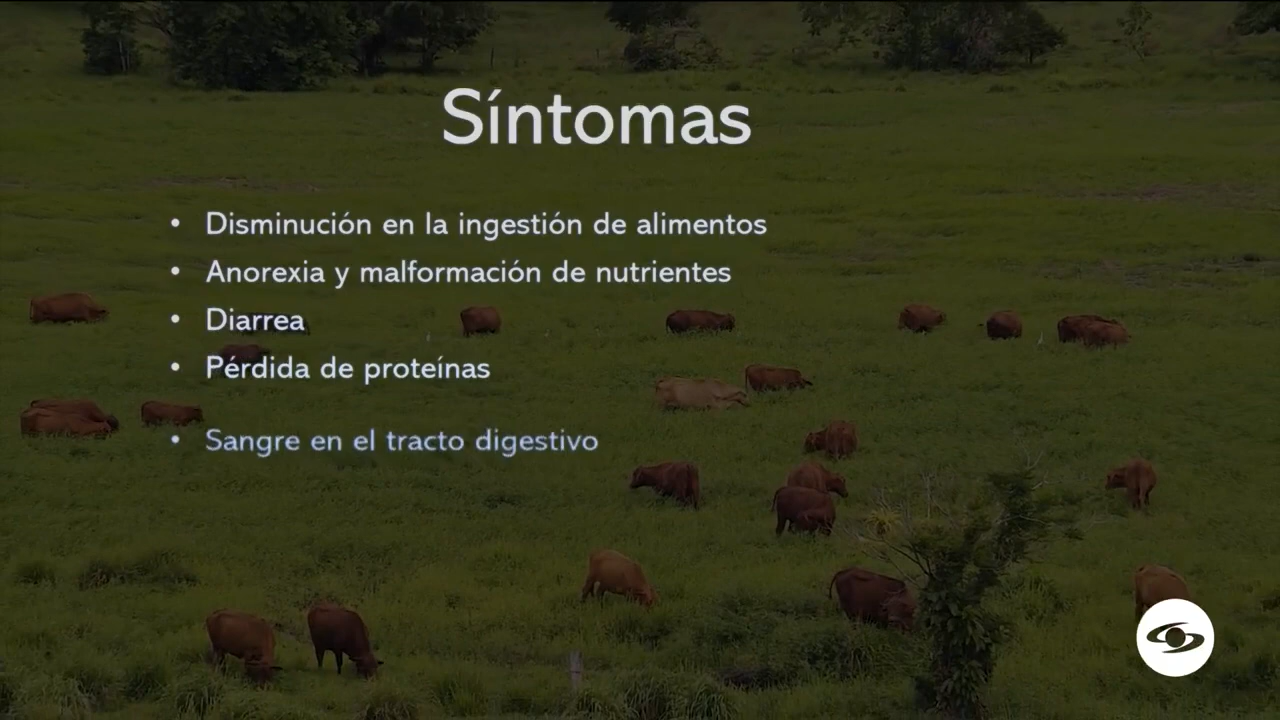 Síntomas
• Disminución en la ingestión de alimentos
• Anorexia y malformación de nutrientes
• Diarrea
• Pérdida de proteínas
• Sangre en el tracto digestivo